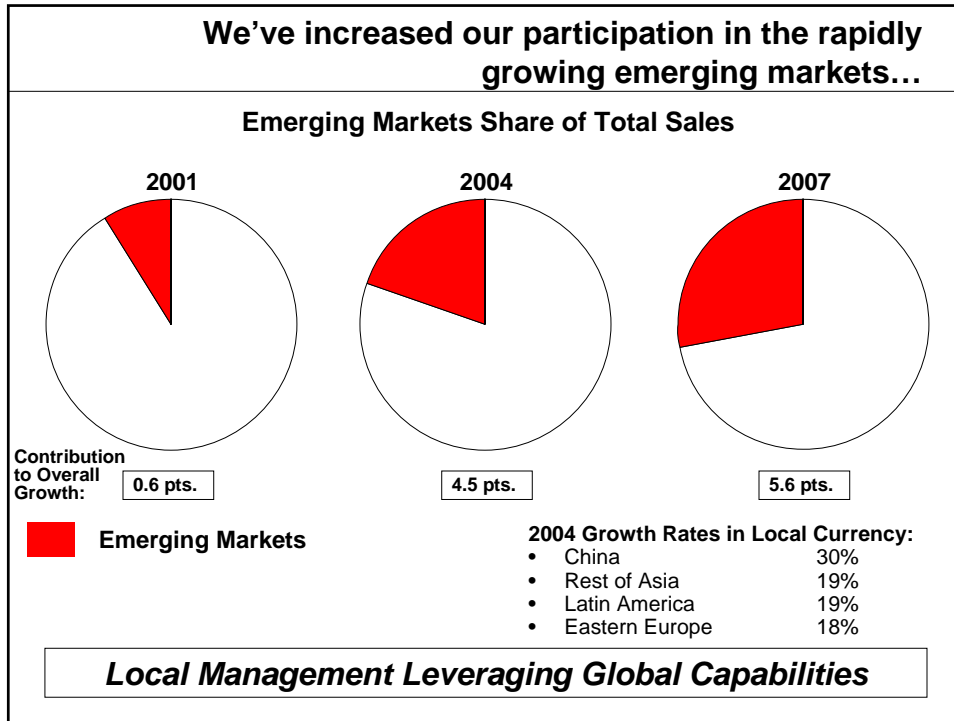 We’ve increased our participation in the rapidly
growing emerging markets…
Emerging Markets Share of Total Sales
2001
2004
2007
Contribution
to Overall
Growth:
0.6 pts.
4.5 pts.
5.6 pts.
Emerging Markets
2004 Growth Rates in Local Currency:
• China 30%
• Rest of Asia 19%
• Latin America 19%
• Eastern Europe 18%
Local Management Leveraging Global Capabilities